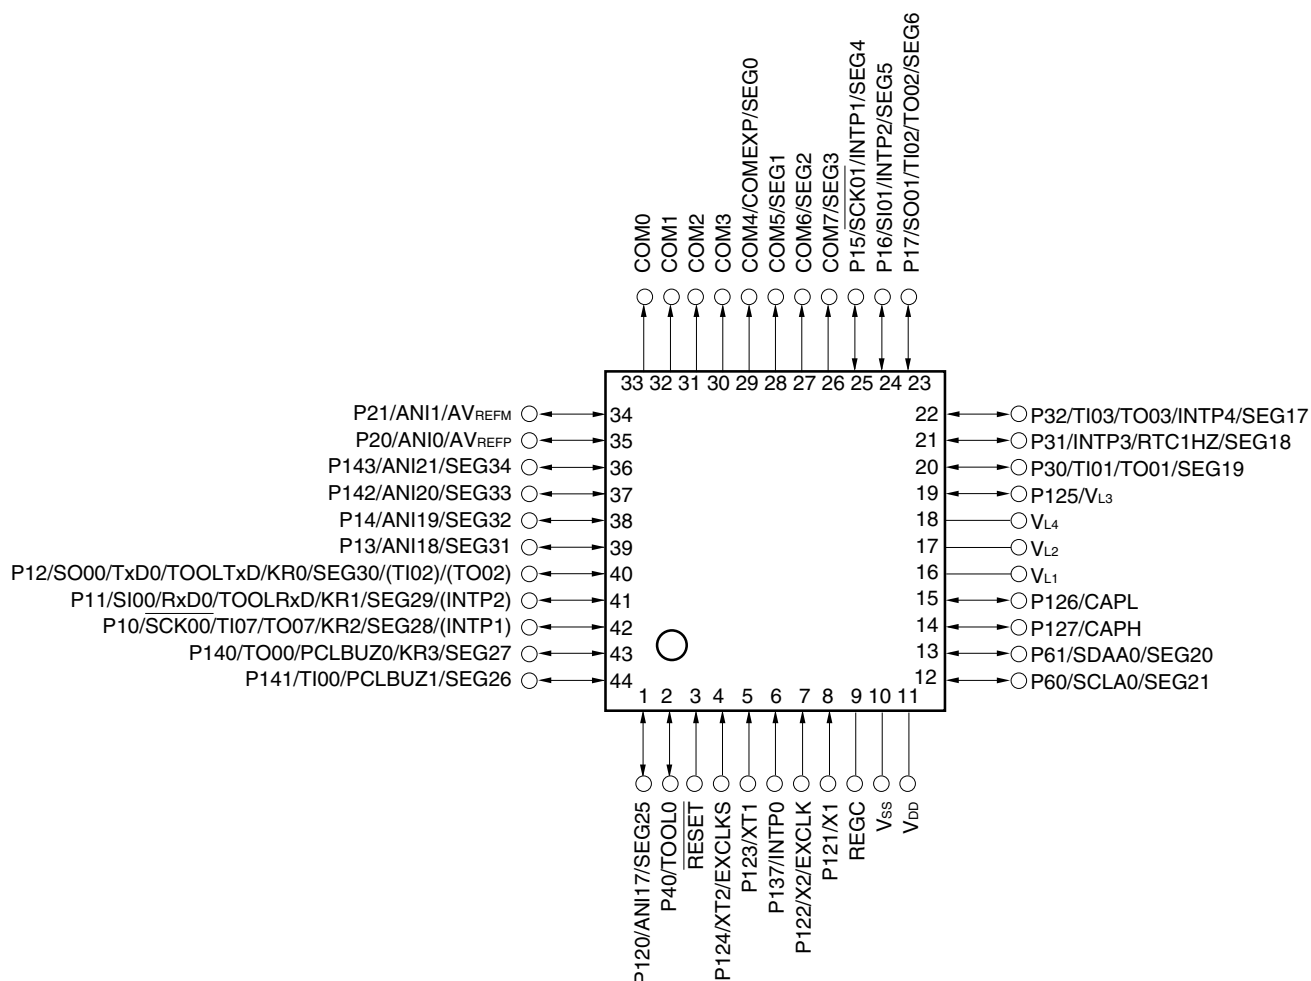 COM0
COM1
COM2
COM3
COM4/COMEXP/SEG0
COM5/SEG1
COM6/SEG2
COM7/SEG3
P15/SCK01/INTP1/SEG4
P16/SI01/INTP2/SEG5
P17/SO01/TI02/TO02/SEG6
33 32 31 30 29 28 27 26 25 24 23
P21/ANI1/AVREFM 34
P20/ANI0/AVREFP 35
P143/ANI21/SEG34 36
P142/ANI20/SEG33 37
P14/ANI19/SEG32 38
P13/ANI18/SEG31 39
P12/SO00/TxD0/TOOLTxD/KR0/SEG30/(TI02)/(TO02) 40
P11/SI00/RxD0/TOOLRxD/KR1/SEG29/(INTP2) 41
P10/SCK00/TI07/TO07/KR2/SEG28/(INTP1) 42
P140/TO00/PCLBUZ0/KR3/SEG27 43
P141/TI00/PCLBUZ1/SEG26 44
22 P32/TI03/TO03/INTP4/SEG17
21 P31/INTP3/RTC1HZ/SEG18
20 P30/TI01/TO01/SEG19
19 P125/VL3
18 VL4
17 VL2
16 VL1
15 P126/CAPL
14 P127/CAPH
13 P61/SDAA0/SEG20
12 P60/SCLA0/SEG21
1 2 3 4 5 6 7 8 9 10 11
P120/ANI17/SEG25
P40/TOOL0
RESET
P124/XT2/EXCLKS
P123/XT1
P137/INTP0
P122/X2/EXCLK
P121/X1
REGC
VSS
VDD